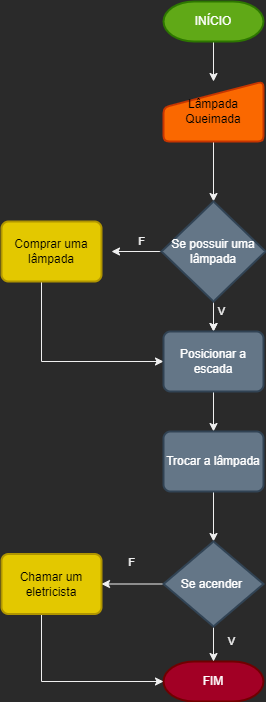 INÍCIO
Lâmpada
Queimada
Se possuir uma
lâmpada
F
Comprar uma
lâmpada
V
Posicionar a
escada
Trocar a lâmpada
Se acender
F
Chamar um
eletricista
V
FIM